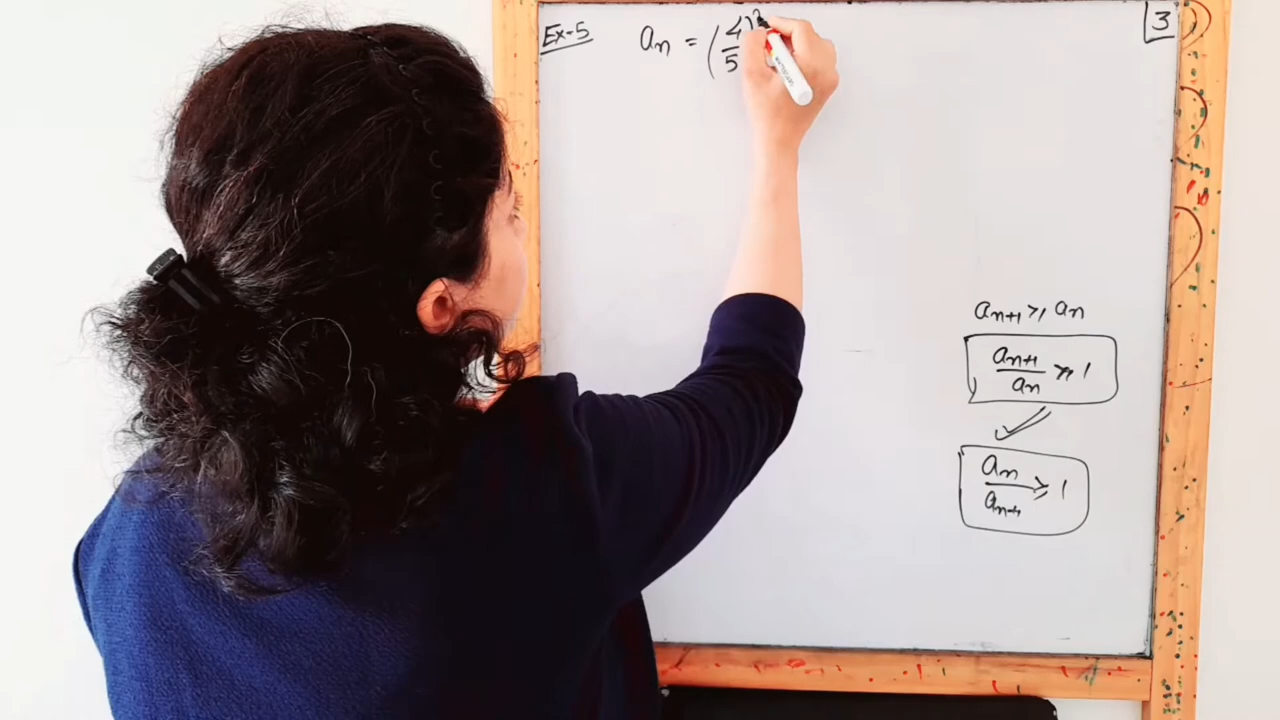 Ex-5
aₙ = (4/5)
3
aₙ₊₁ ≥ aₙ
aₙ₊₁/aₙ ≥ 1
aₙ/aₙ₋₁ ≥ 1